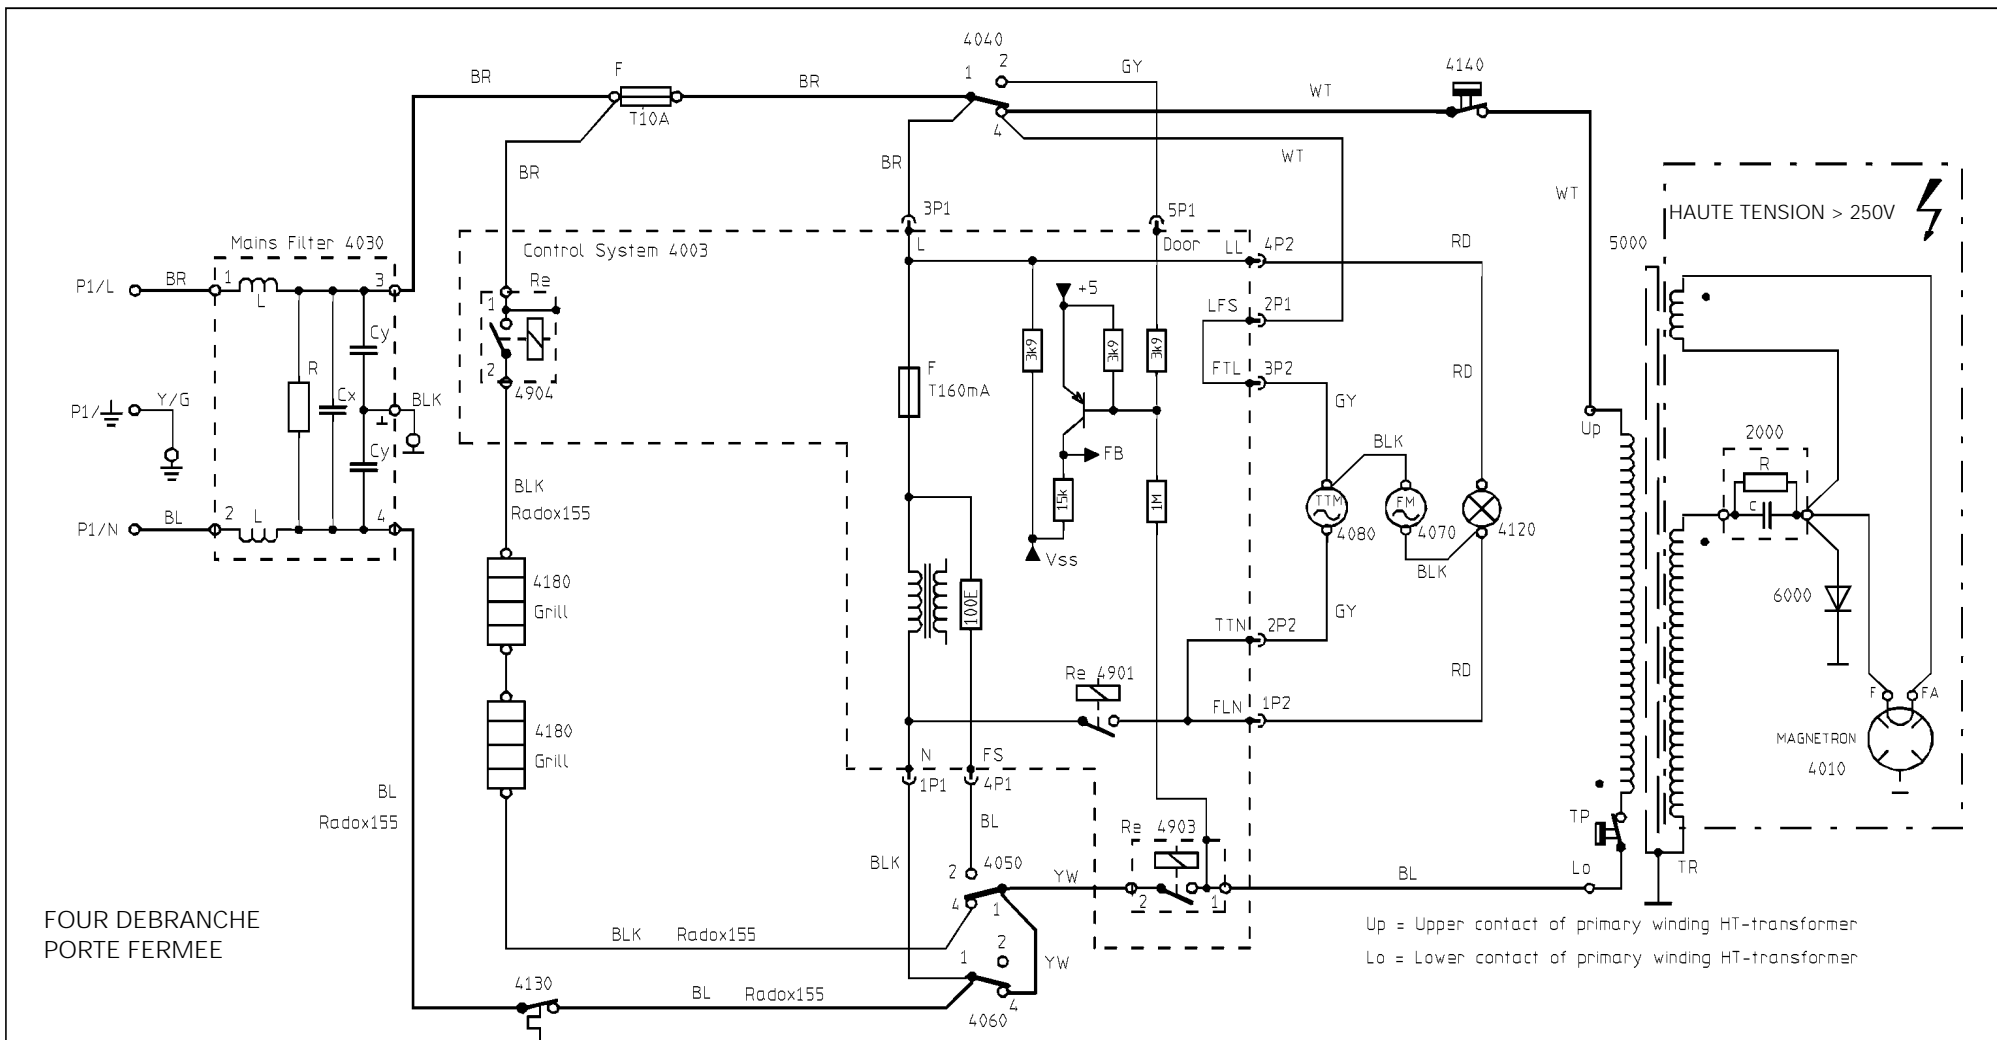 4040
BR
F
BR
1
2
GY
4140
T10A
4
WT
WT
BR
BR
WT
3P1
5P1
HAUTE TENSION > 250V
Mains Filter 4030
Control System 4003
L
Door
LL
4P2
RD
5000
P1/L
BR
1
L
3
Re
1
+5
LFS
2P1
Cy
3k9
3k9
3k9
R
2
F
FTL
3P2
RD
Cx
BLK
4904
T160mA
GY
P1/
Y/G
Up
2000
Cy
FB
BLK
R
BLK
15k
1M
TTM
FM
C
P1/N
BL
2
L
4
Radox155
4080
4070
4120
Vss
BLK
4180
6000
Grill
100E
GY
TTN
2P2
Re 4901
RD
F
FA
FLN
1P2
4180
MAGNETRON
Grill
N
FS
4010
1P1
4P1
BL
Radox155
BL
Re 4903
TP
BLK
2
4050
YW
BL
Lo
TR
4
1
2
1
FOUR DEBRANCHE
PORTE FERMEE
BLK Radox155
2
Up = Upper contact of primary winding HT-transformer
1
YW
Lo = Lower contact of primary winding HT-transformer
4130
BL Radox155
4
4060